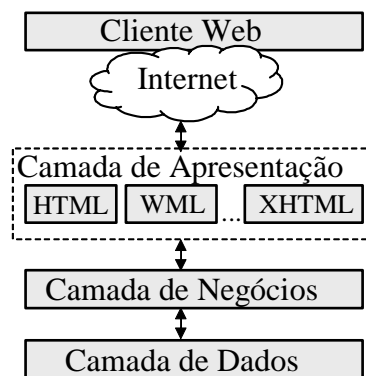 Cliente Web
Internet
Camada de Apresentação
HTML WML ... XHTML
Camada de Negócios
Camada de Dados